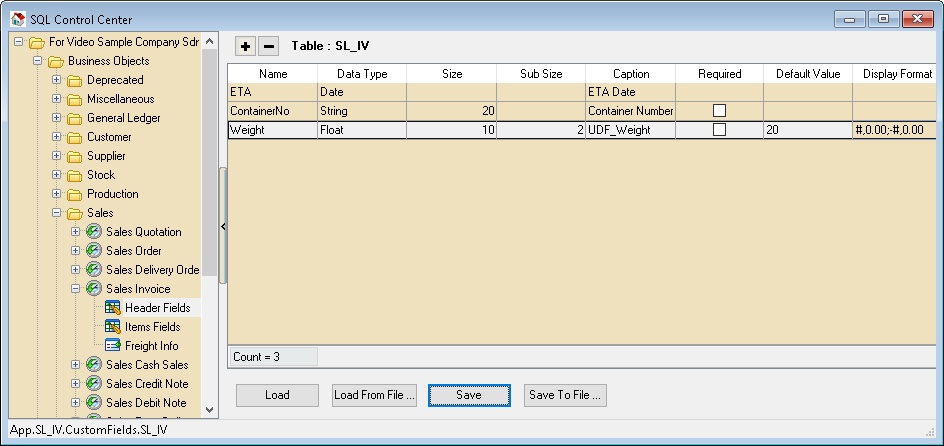 SQL Control Center
For Video Sample Company Sdr
Business Objects
Deprecated
Miscellaneous
General Ledger
Customer
Supplier
Stock
Production
Sales
Sales Quotation
Sales Order
Sales Delivery Orde
Sales Invoice
Header Fields
Items Fields
Freight Info
Sales Cash Sales
Sales Credit Note
Sales Debit Note
Table : SL_IV
Name Data Type Size Sub Size Caption Required Default Value Display Format
ETA Date ETA Date
ContainerNo String 20 Container Number
Weight Float 10 2 UDF_Weight 20 #,0.00;-#,0.00
Count = 3
Load Load From File ... Save Save To File ...
App.SL_IV.CustomFields.SL_IV